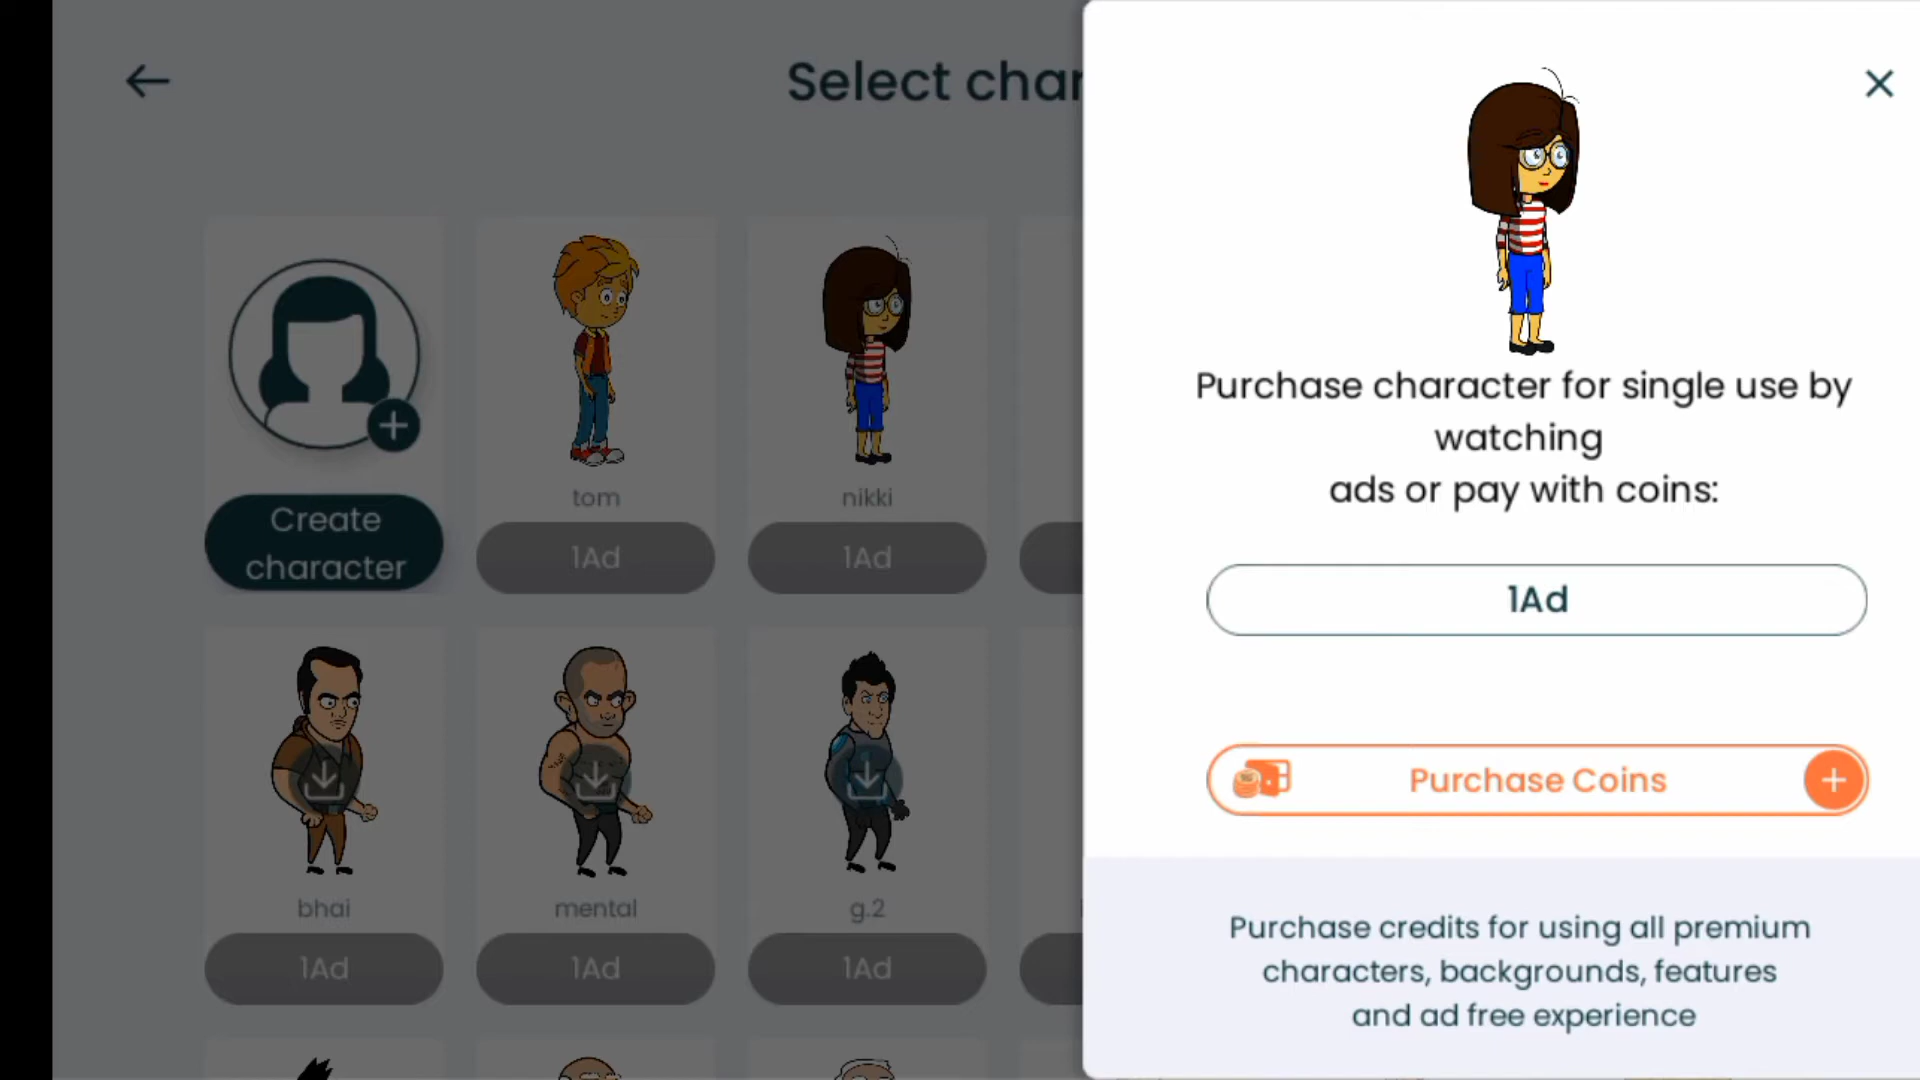 Select char
Create
character
tom
1Ad
nikki
1Ad
bhai
1Ad
mental
1Ad
g.2
1Ad
Purchase character for single use by
watching
ads or pay with coins:
1Ad
Purchase Coins
Purchase credits for using all premium
characters, backgrounds, features
and ad free experience